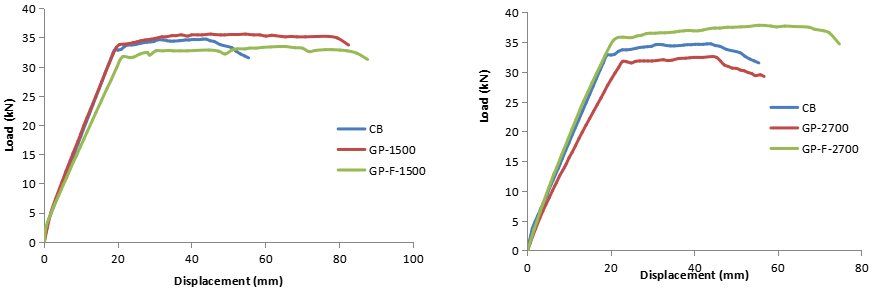 40
35
30
25
20
15
10
5
0
Load (kN)
0 20 40 60 80 100
Displacement (mm)
CB
GP-1500
GP-F-1500
40
35
30
25
20
15
10
5
0
Load (kN)
0 20 40 60 80
Displacement (mm)
CB
GP-2700
GP-F-2700